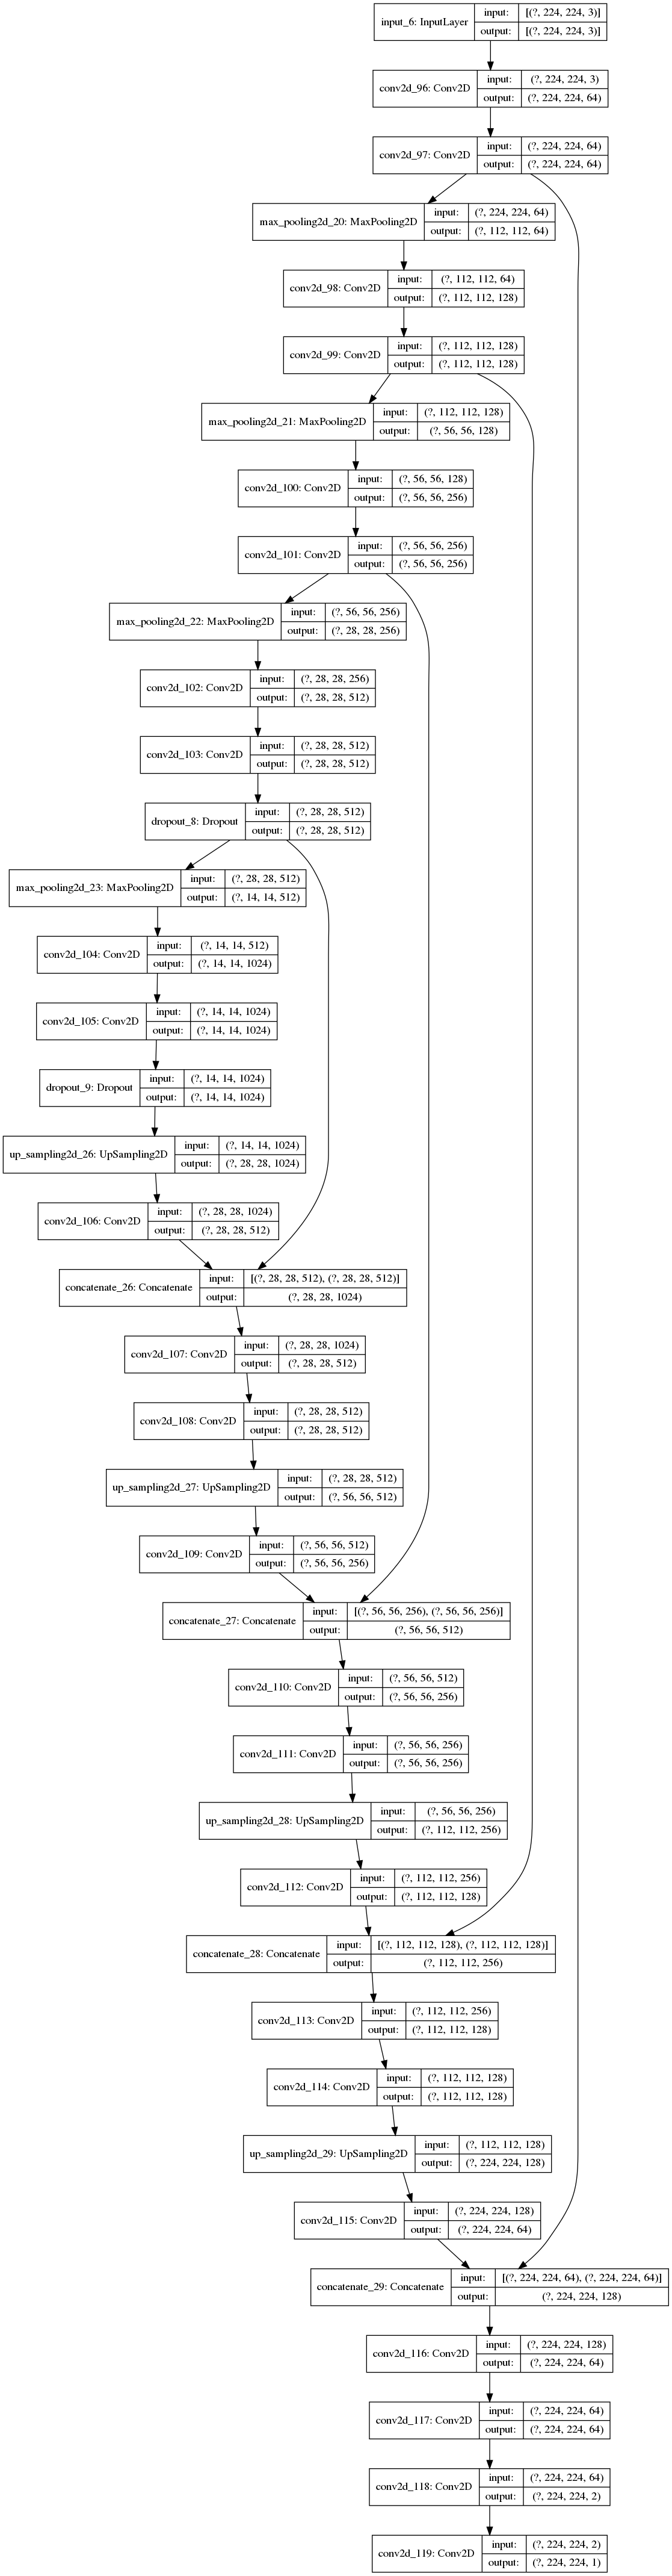 input_6: InputLayer
input: [(?, 224, 224, 3)]
output: [(?, 224, 224, 3)]
conv2d_96: Conv2D
input: (?, 224, 224, 3)
output: (?, 224, 224, 64)
conv2d_97: Conv2D
input: (?, 224, 224, 64)
output: (?, 224, 224, 64)
max_pooling2d_20: MaxPooling2D
input: (?, 224, 224, 64)
output: (?, 112, 112, 64)
conv2d_98: Conv2D
input: (?, 112, 112, 64)
output: (?, 112, 112, 128)
conv2d_99: Conv2D
input: (?, 112, 112, 128)
output: (?, 112, 112, 128)
max_pooling2d_21: MaxPooling2D
input: (?, 112, 112, 128)
output: (?, 56, 56, 128)
conv2d_100: Conv2D
input: (?, 56, 56, 128)
output: (?, 56, 56, 256)
conv2d_101: Conv2D
input: (?, 56, 56, 256)
output: (?, 56, 56, 256)
max_pooling2d_22: MaxPooling2D
input: (?, 56, 56, 256)
output: (?, 28, 28, 256)
conv2d_102: Conv2D
input: (?, 28, 28, 256)
output: (?, 28, 28, 512)
conv2d_103: Conv2D
input: (?, 28, 28, 512)
output: (?, 28, 28, 512)
dropout_8: Dropout
input: (?, 28, 28, 512)
output: (?, 28, 28, 512)
max_pooling2d_23: MaxPooling2D
input: (?, 28, 28, 512)
output: (?, 14, 14, 512)
conv2d_104: Conv2D
input: (?, 14, 14, 512)
output: (?, 14, 14, 1024)
conv2d_105: Conv2D
input: (?, 14, 14, 1024)
output: (?, 14, 14, 1024)
dropout_9: Dropout
input: (?, 14, 14, 1024)
output: (?, 14, 14, 1024)
up_sampling2d_26: UpSampling2D
input: (?, 14, 14, 1024)
output: (?, 28, 28, 1024)
conv2d_106: Conv2D
input: (?, 28, 28, 1024)
output: (?, 28, 28, 512)
concatenate_26: Concatenate
input: [(?, 28, 28, 512), (?, 28, 28, 512)]
output: (?, 28, 28, 1024)
conv2d_107: Conv2D
input: (?, 28, 28, 1024)
output: (?, 28, 28, 512)
conv2d_108: Conv2D
input: (?, 28, 28, 512)
output: (?, 28, 28, 512)
up_sampling2d_27: UpSampling2D
input: (?, 28, 28, 512)
output: (?, 56, 56, 512)
conv2d_109: Conv2D
input: (?, 56, 56, 512)
output: (?, 56, 56, 256)
concatenate_27: Concatenate
input: [(?, 56, 56, 256), (?, 56, 56, 256)]
output: (?, 56, 56, 512)
conv2d_110: Conv2D
input: (?, 56, 56, 512)
output: (?, 56, 56, 256)
conv2d_111: Conv2D
input: (?, 56, 56, 256)
output: (?, 56, 56, 256)
up_sampling2d_28: UpSampling2D
input: (?, 56, 56, 256)
output: (?, 112, 112, 256)
conv2d_112: Conv2D
input: (?, 112, 112, 256)
output: (?, 112, 112, 128)
concatenate_28: Concatenate
input: [(?, 112, 112, 128), (?, 112, 112, 128)]
output: (?, 112, 112, 256)
conv2d_113: Conv2D
input: (?, 112, 112, 256)
output: (?, 112, 112, 128)
conv2d_114: Conv2D
input: (?, 112, 112, 128)
output: (?, 112, 112, 128)
up_sampling2d_29: UpSampling2D
input: (?, 112, 112, 128)
output: (?, 224, 224, 128)
conv2d_115: Conv2D
input: (?, 224, 224, 128)
output: (?, 224, 224, 64)
concatenate_29: Concatenate
input: [(?, 224, 224, 64), (?, 224, 224, 64)]
output: (?, 224, 224, 128)
conv2d_116: Conv2D
input: (?, 224, 224, 128)
output: (?, 224, 224, 64)
conv2d_117: Conv2D
input: (?, 224, 224, 64)
output: (?, 224, 224, 64)
conv2d_118: Conv2D
input: (?, 224, 224, 64)
output: (?, 224, 224, 2)
conv2d_119: Conv2D
input: (?, 224, 224, 2)
output: (?, 224, 224, 1)